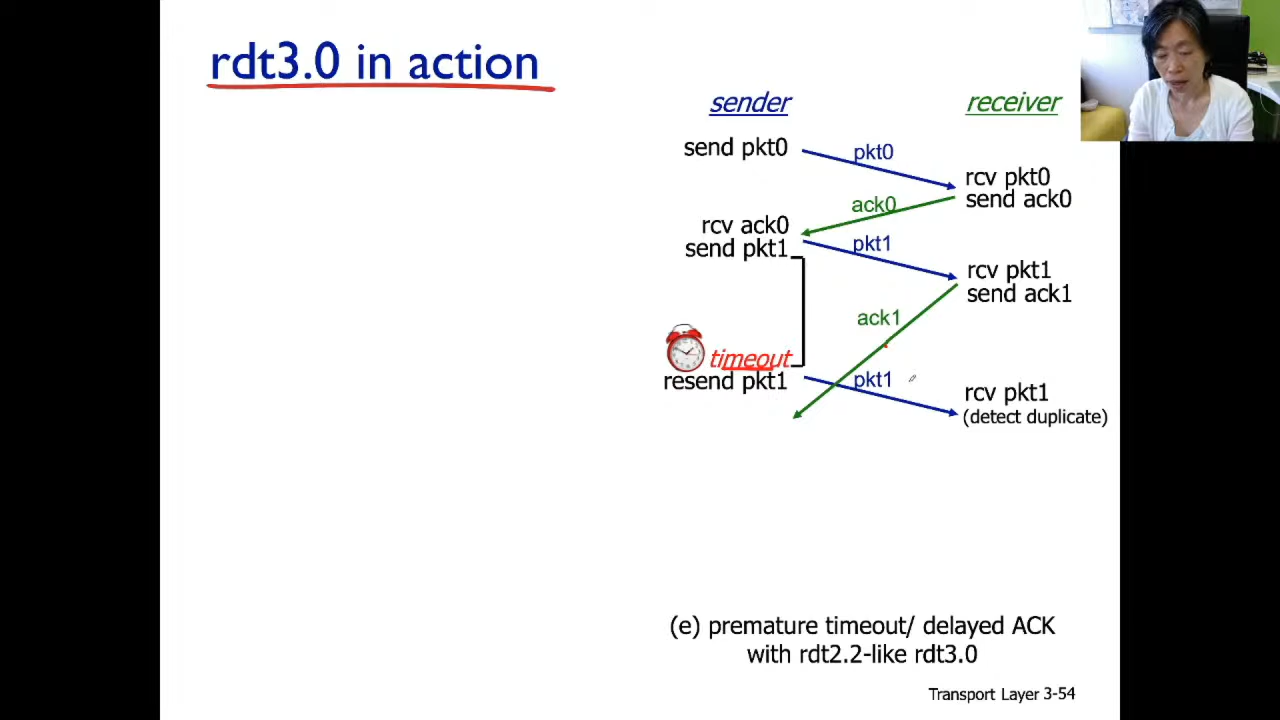 rdt3.0 in action
sender
receiver
send pkt0
pkt0
rcv pkt0
send ack0
ack0
rcv ack0
send pkt1
pkt1
rcv pkt1
send ack1
ack1
timeout
resend pkt1
pkt1
rcv pkt1
(detect duplicate)
(e) premature timeout/ delayed ACK
with rdt2.2-like rdt3.0
Transport Layer 3-54